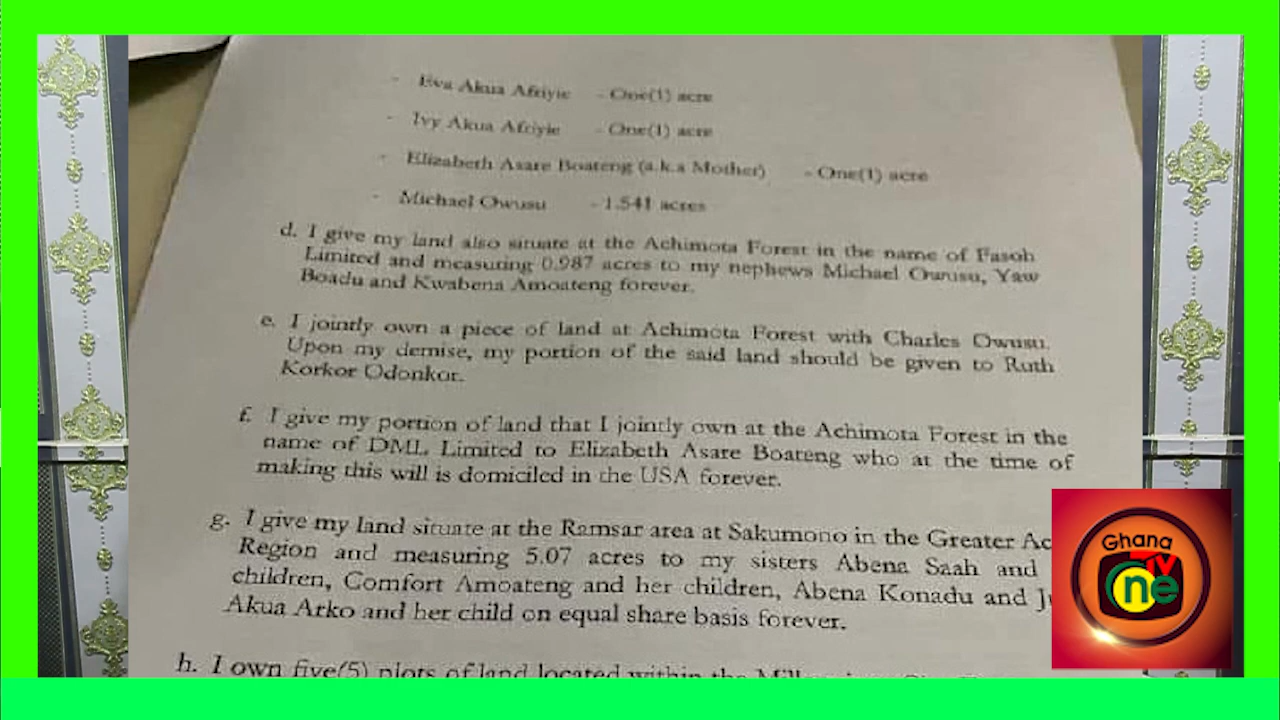 - Eva Akua Afriyie - One(1) acre
- Ivy Akua Afriyie - One(1) acre
- Elizabeth Asare Boateng (a.k.a Mother) - One(1) acre
- Michael Owusu - 1.541 acres
d. I give my land also situate at the Achimota Forest in the name of Fasoh
Limited and measuring 0.987 acres to my nephews Michael Owusu, Yaw
Boadu and Kwabena Amoateng forever.
e. I jointly own a piece of land at Achimota Forest with Charles Owusu.
Upon my demise, my portion of the said land should be given to Ruth
Korkor Odonkor.
f. I give my portion of land that I jointly own at the Achimota Forest in the
name of DML Limited to Elizabeth Asare Boateng who at the time of
making this will is domiciled in the USA forever.
g. I give my land situate at the Ramsar area at Sakumono in the Greater Ac
Region and measuring 5.07 acres to my sisters Abena Saah and
children, Comfort Amoateng and her children, Abena Konadu and
Akua Arko and her child on equal share basis forever.
h. I own five(5) plots of land located within the
Ghana
One TV